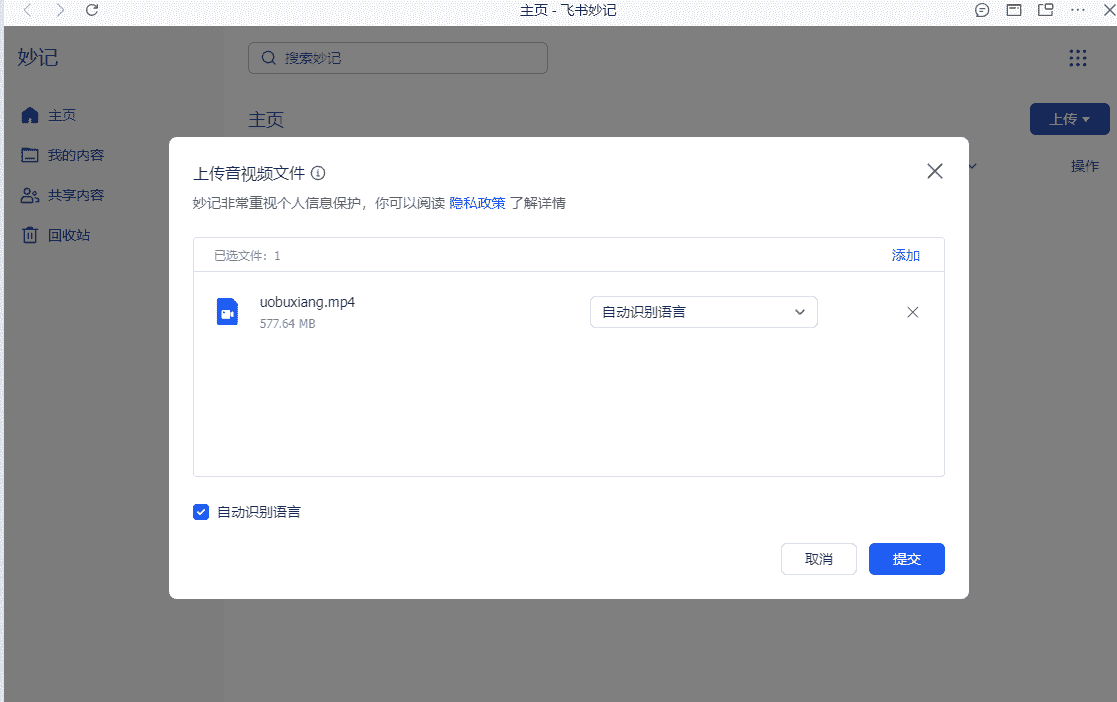 主页 - 飞书妙记
妙记
搜索妙记
主页
主页
上传
我的内容
操作
共享内容
回收站
上传音视频文件
妙记非常重视个人信息保护，你可以阅读 隐私政策 了解详情
已选文件：1
添加
uobuxiang.mp4
577.64 MB
自动识别语言
自动识别语言
取消
提交